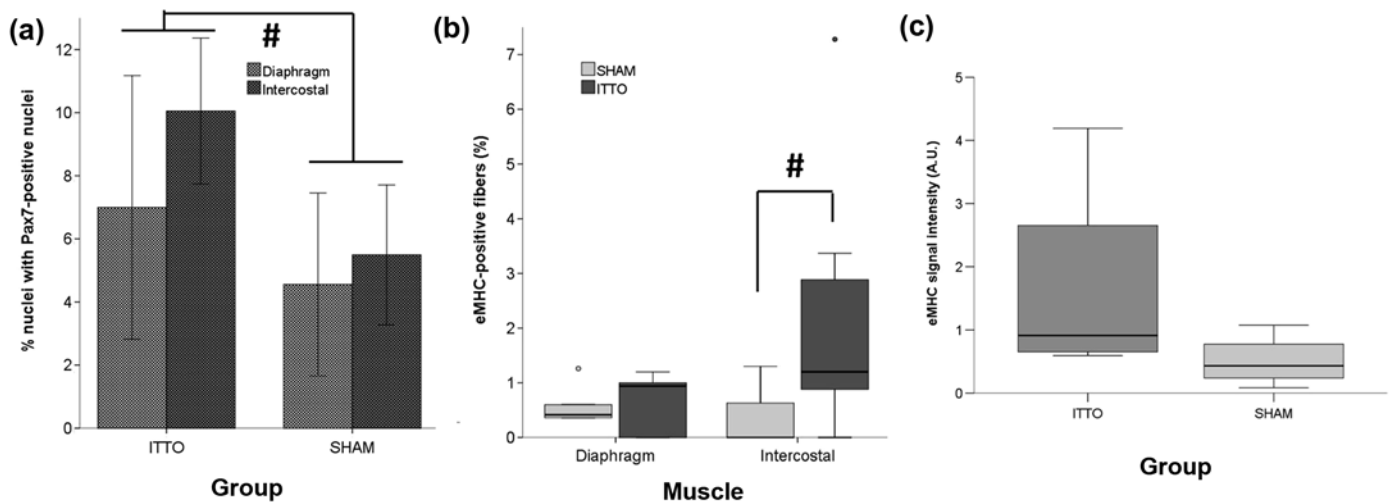 (a)
#
Diaphragm
Intercostal
% nuclei with Pax7-positive nuclei
12
10
8
6
4
2
0
ITTO
SHAM
Group
(b)
SHAM
ITTO
#
eMHC-positive fibers (%)
7
6
5
4
3
2
1
0
Diaphragm
Intercostal
Muscle
(c)
eMHC signal intensity (A.U.)
5
4
3
2
1
0
ITTO
SHAM
Group